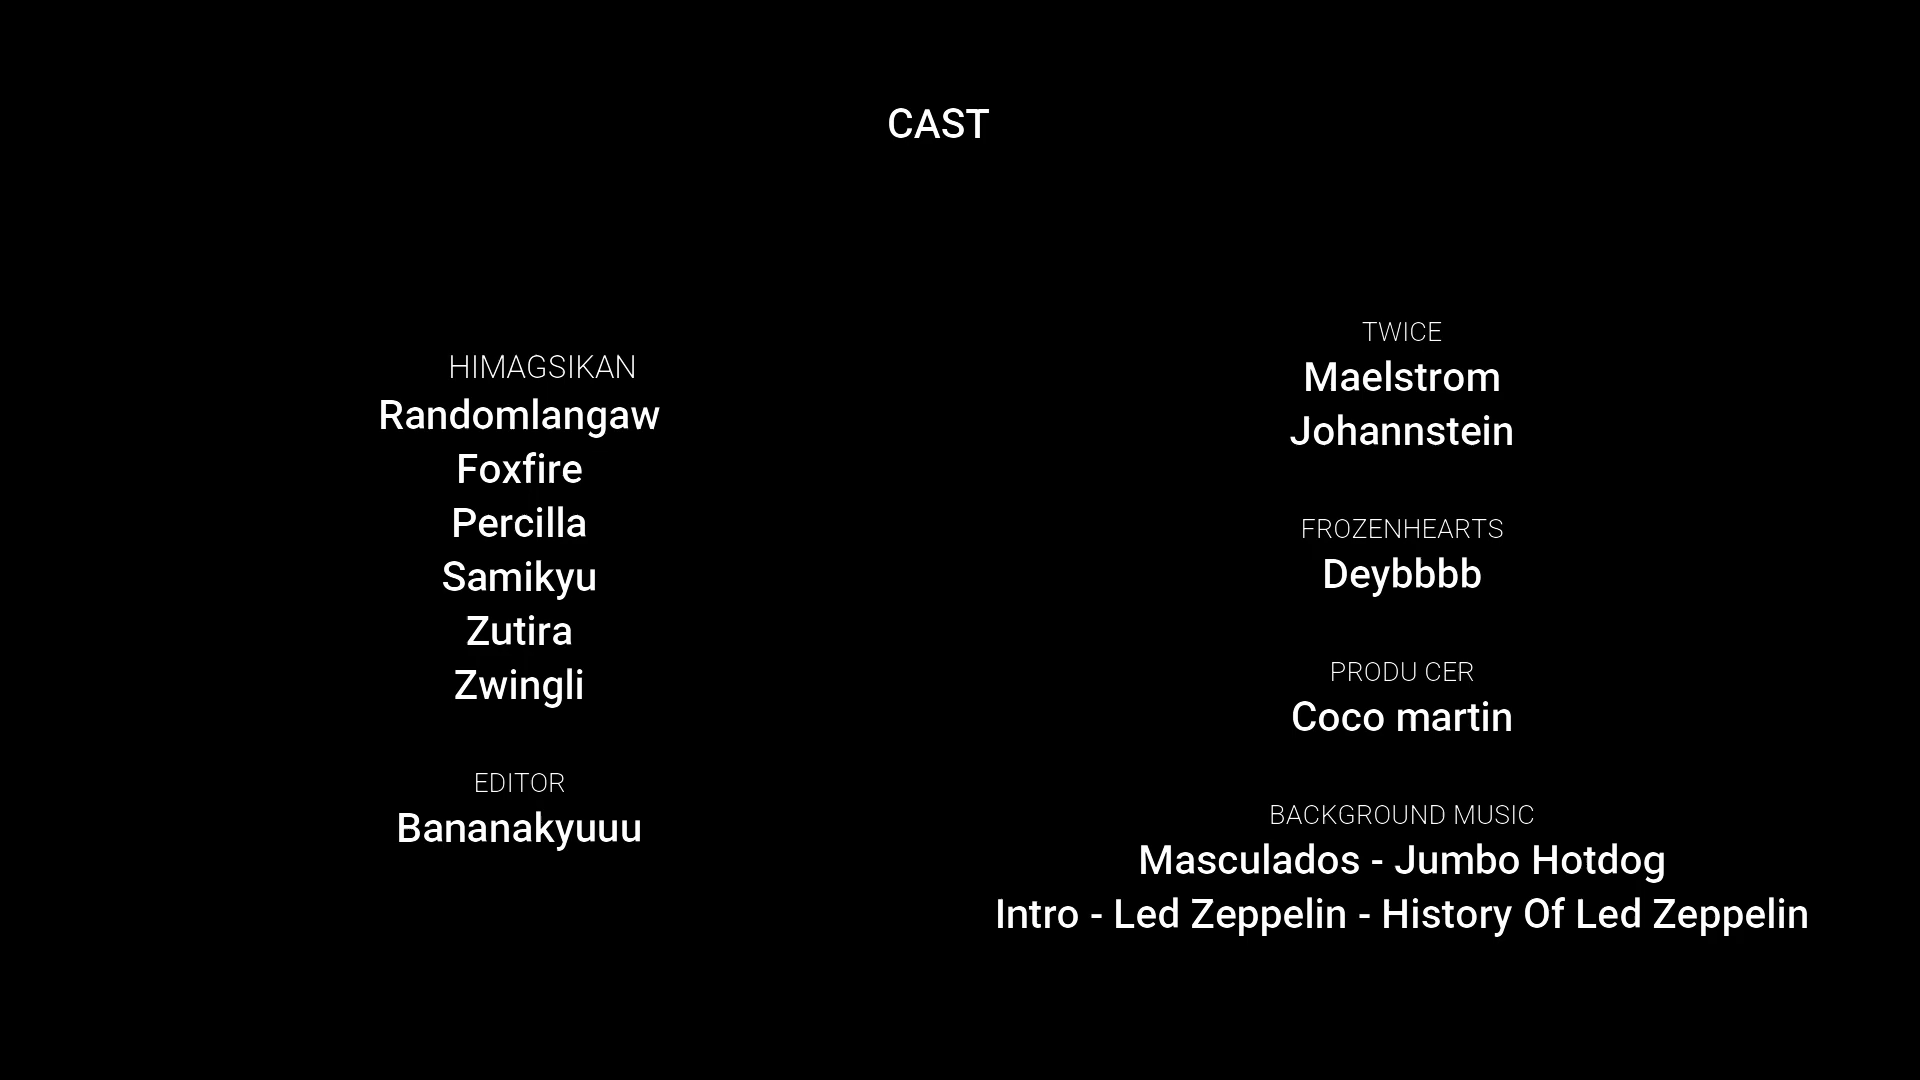 CAST
HIMAGSIKAN
Randomlangaw
Foxfire
Percilla
Samikyu
Zutira
Zwingli
EDITOR
Bananakyuuu
TWICE
Maelstrom
Johannstein
FROZENHEARTS
Deybbbb
PRODU CER
Coco martin
BACKGROUND MUSIC
Masculados - Jumbo Hotdog
Intro - Led Zeppelin - History Of Led Zeppelin